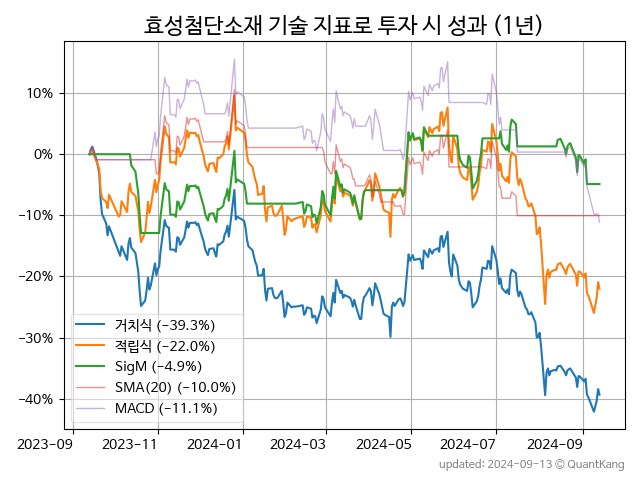 효성첨단소재 기술 지표로 투자 시 성과 (1년)
10%
0%
−10%
−20%
−30%
−40%
거치식 (−39.3%)
적립식 (−22.0%)
SigM (−4.9%)
SMA(20) (−10.0%)
MACD (−11.1%)
2023-09
2023-11
2024-01
2024-03
2024-05
2024-07
2024-09
updated: 2024-09-13 ⓒ QuantKang